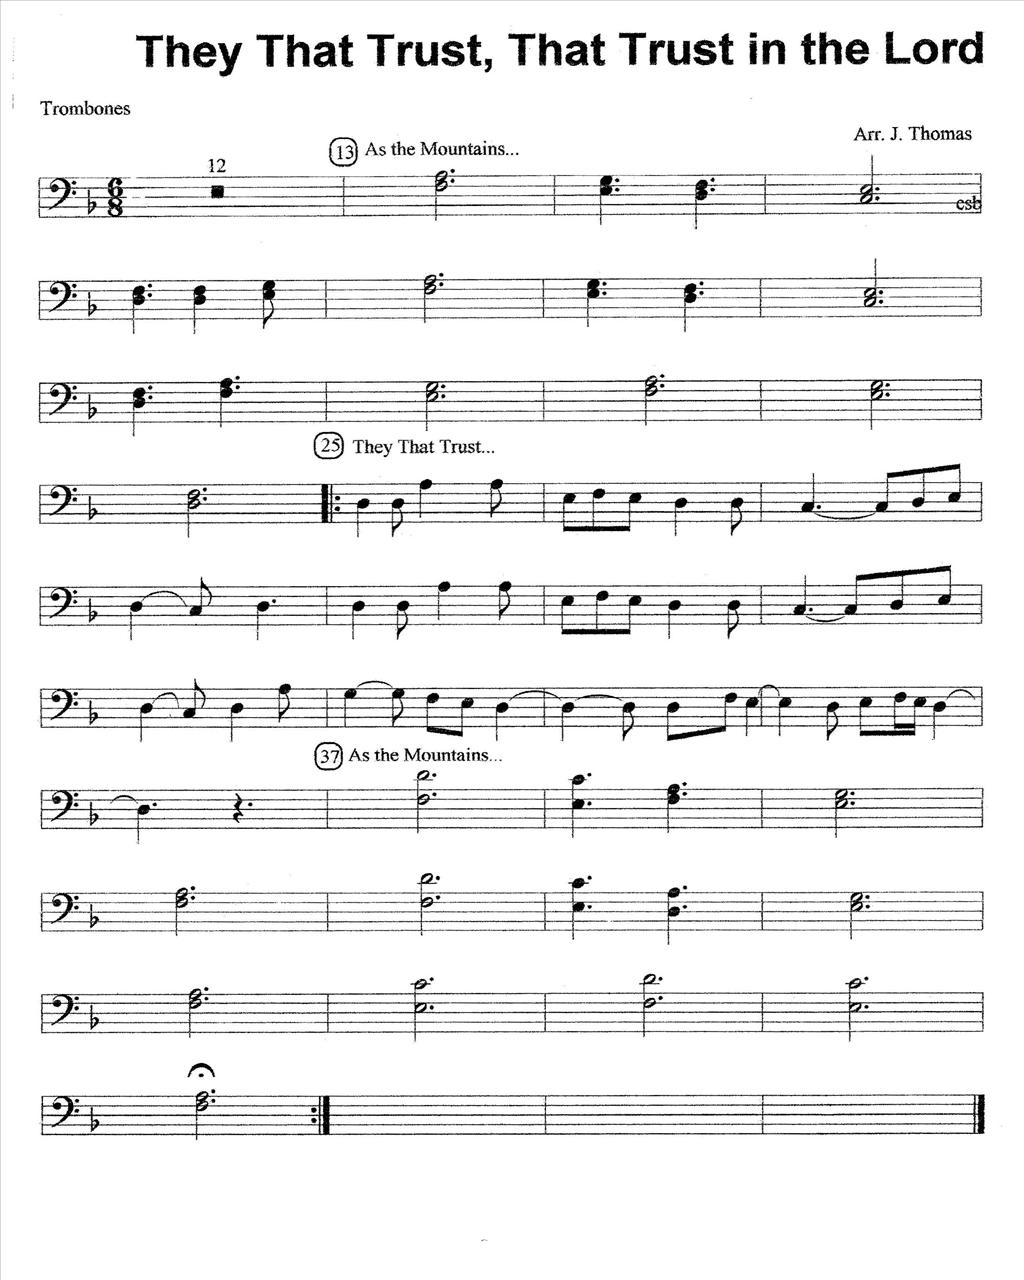 They That Trust, That Trust in the Lord
Trombones
Arr. J. Thomas
13 As the Mountains...
12
6
8
csb
25 They That Trust...
37 As the Mountains...